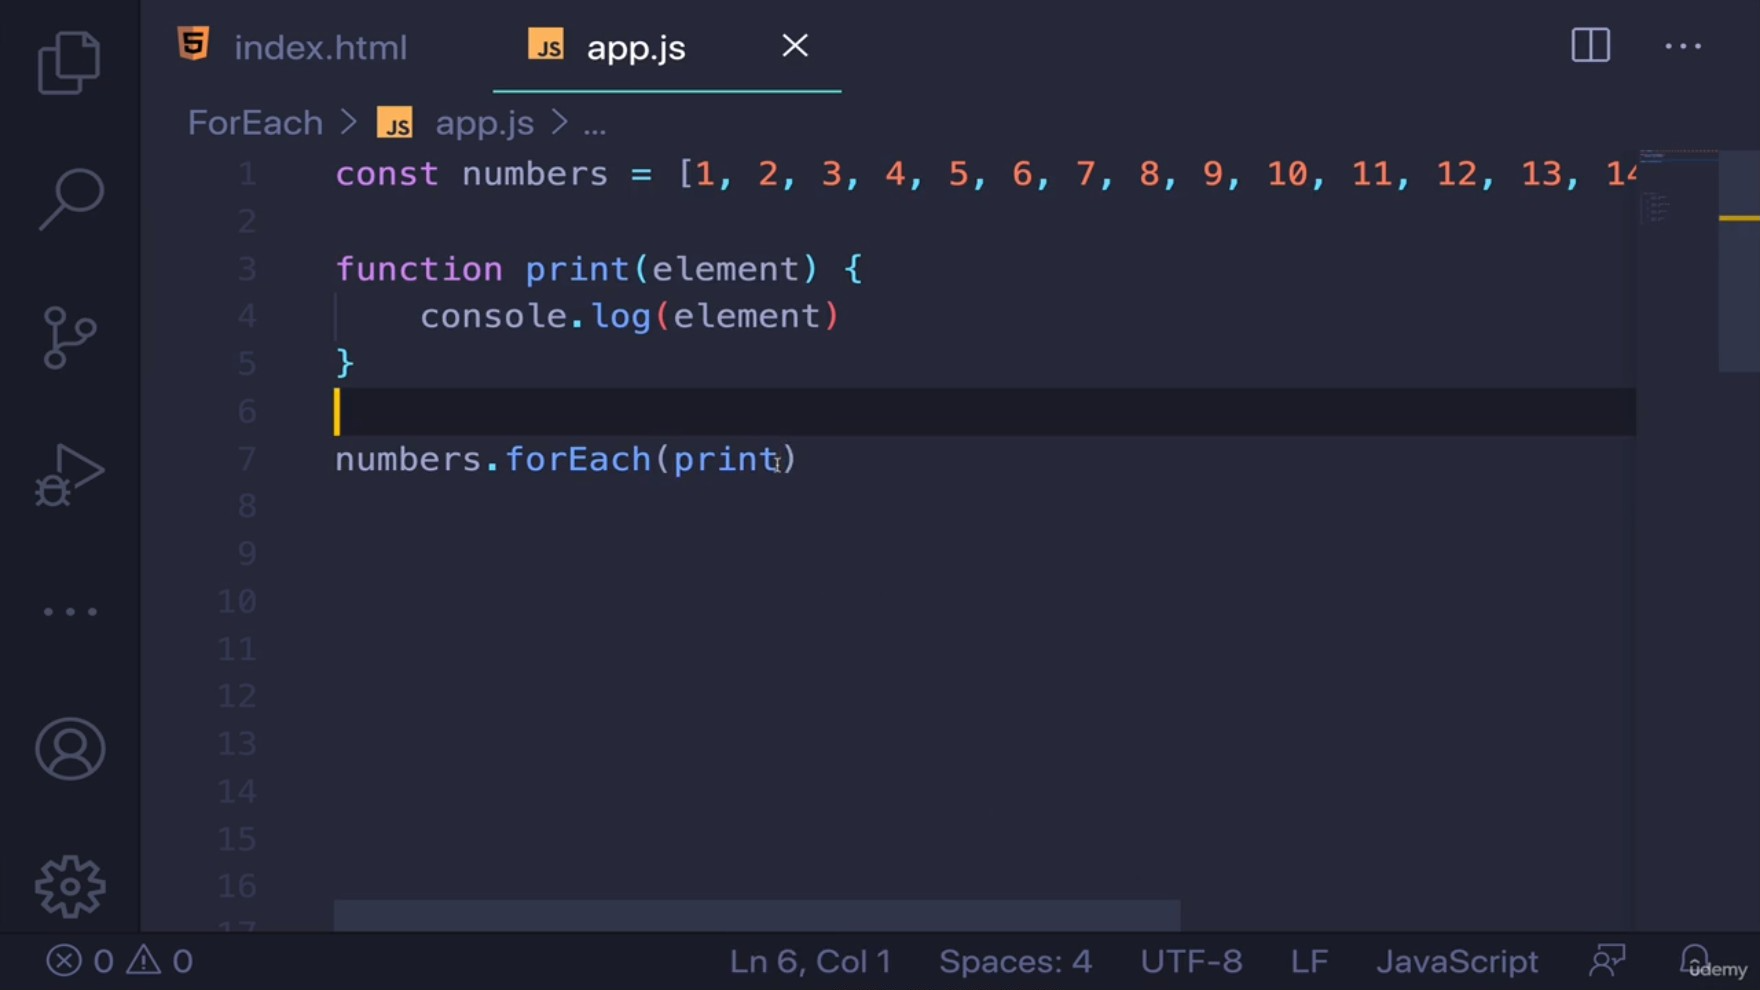 index.html
JS app.js
ForEach > JS app.js > ...
1 const numbers = [1, 2, 3, 4, 5, 6, 7, 8, 9, 10, 11, 12, 13, 14
2
3 function print(element) {
4 console.log(element)
5 }
6
7 numbers.forEach(print)
8
9
10
11
12
13
14
15
16
17
0 0
Ln 6, Col 1 Spaces: 4 UTF-8 LF JavaScript
udemy